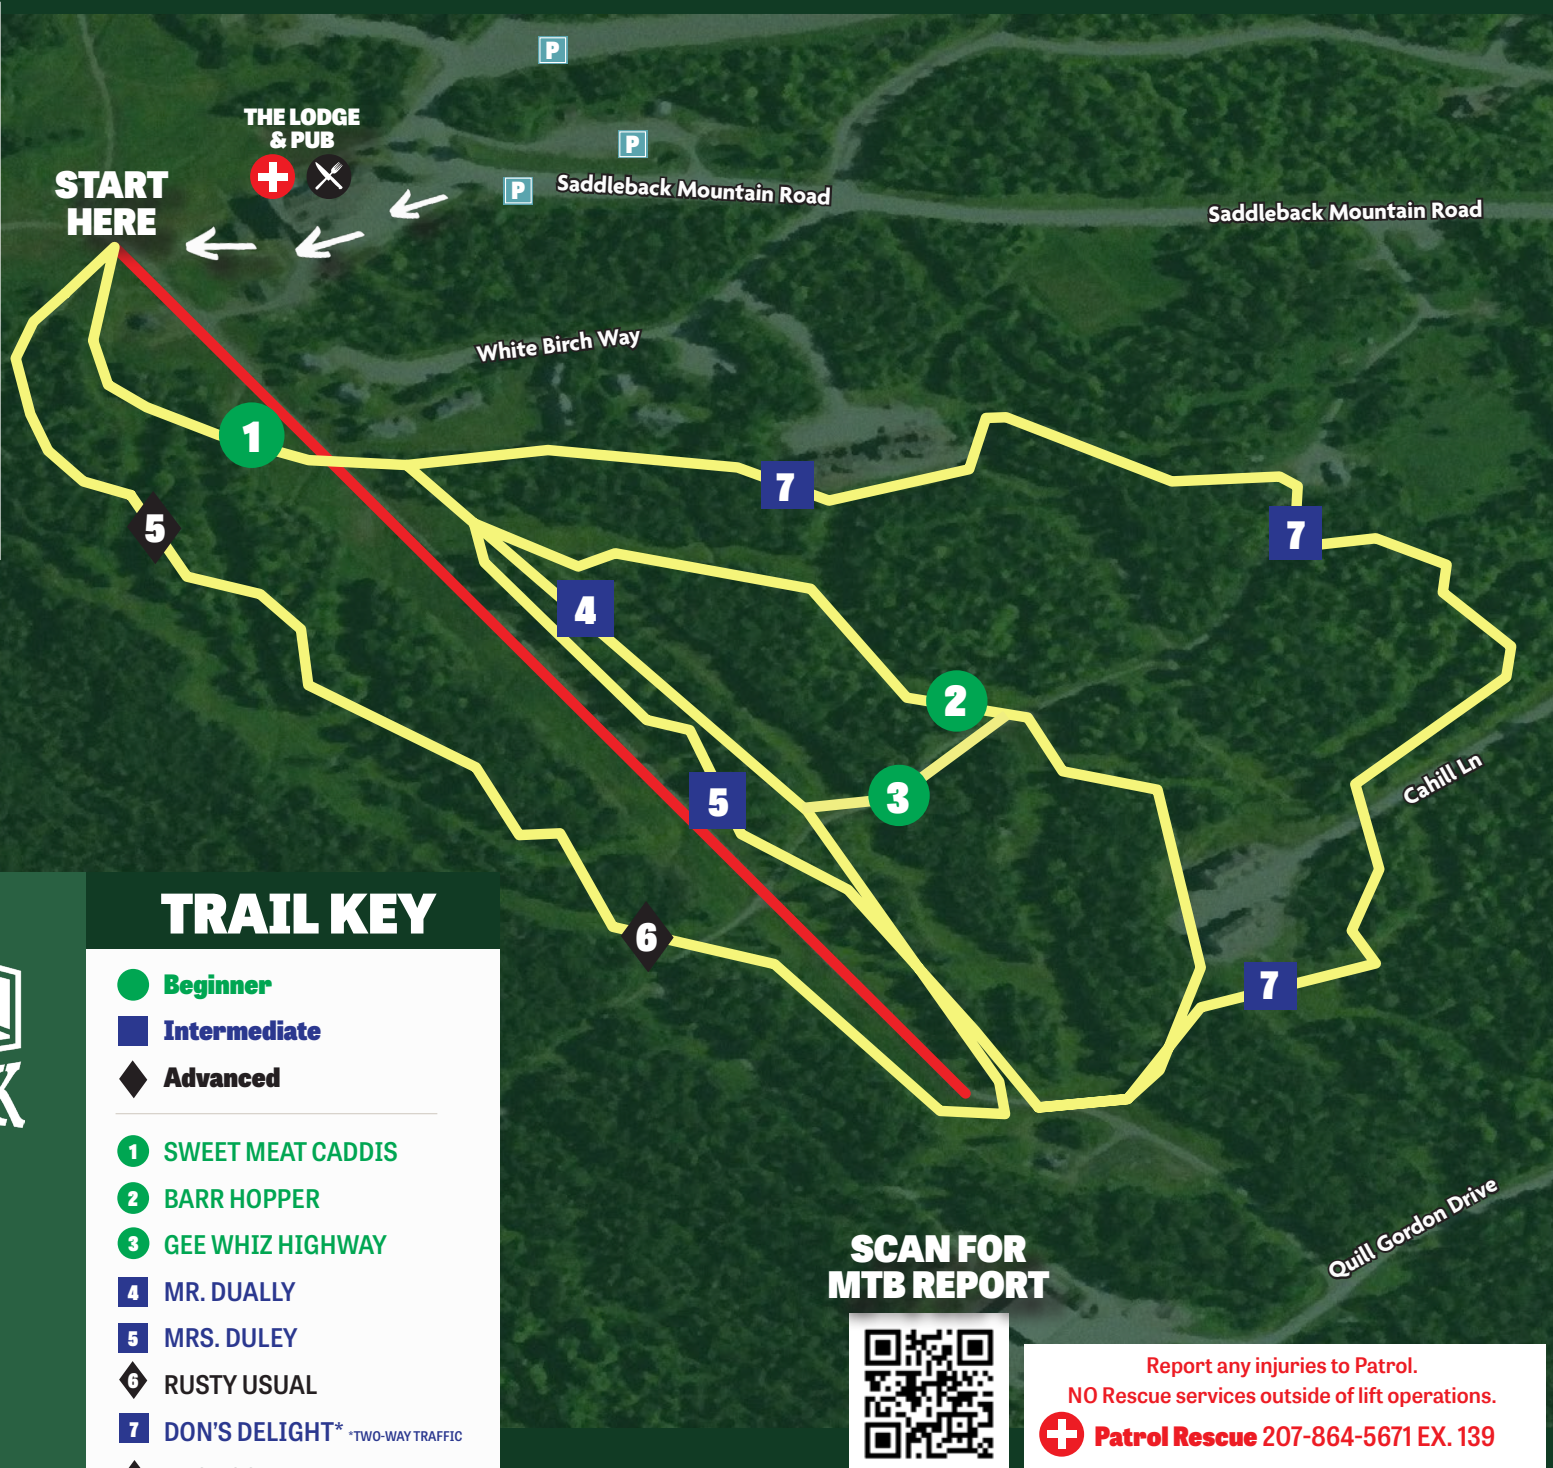 THE LODGE
& PUB
START
HERE
P
P
P
Saddleback Mountain Road
Saddleback Mountain Road
White Birch Way
1
7
7
5
4
2
3
5
Cahill Ln
6
7
TRAIL KEY
Beginner
Intermediate
Advanced
1 SWEET MEAT CADDIS
2 BARR HOPPER
3 GEE WHIZ HIGHWAY
4 MR. DUALLY
5 MRS. DULEY
6 RUSTY USUAL
7 DON'S DELIGHT* *TWO-WAY TRAFFIC
K
Quill Gordon Drive
SCAN FOR
MTB REPORT
Report any injuries to Patrol.
NO Rescue services outside of lift operations.
Patrol Rescue 207-864-5671 EX. 139